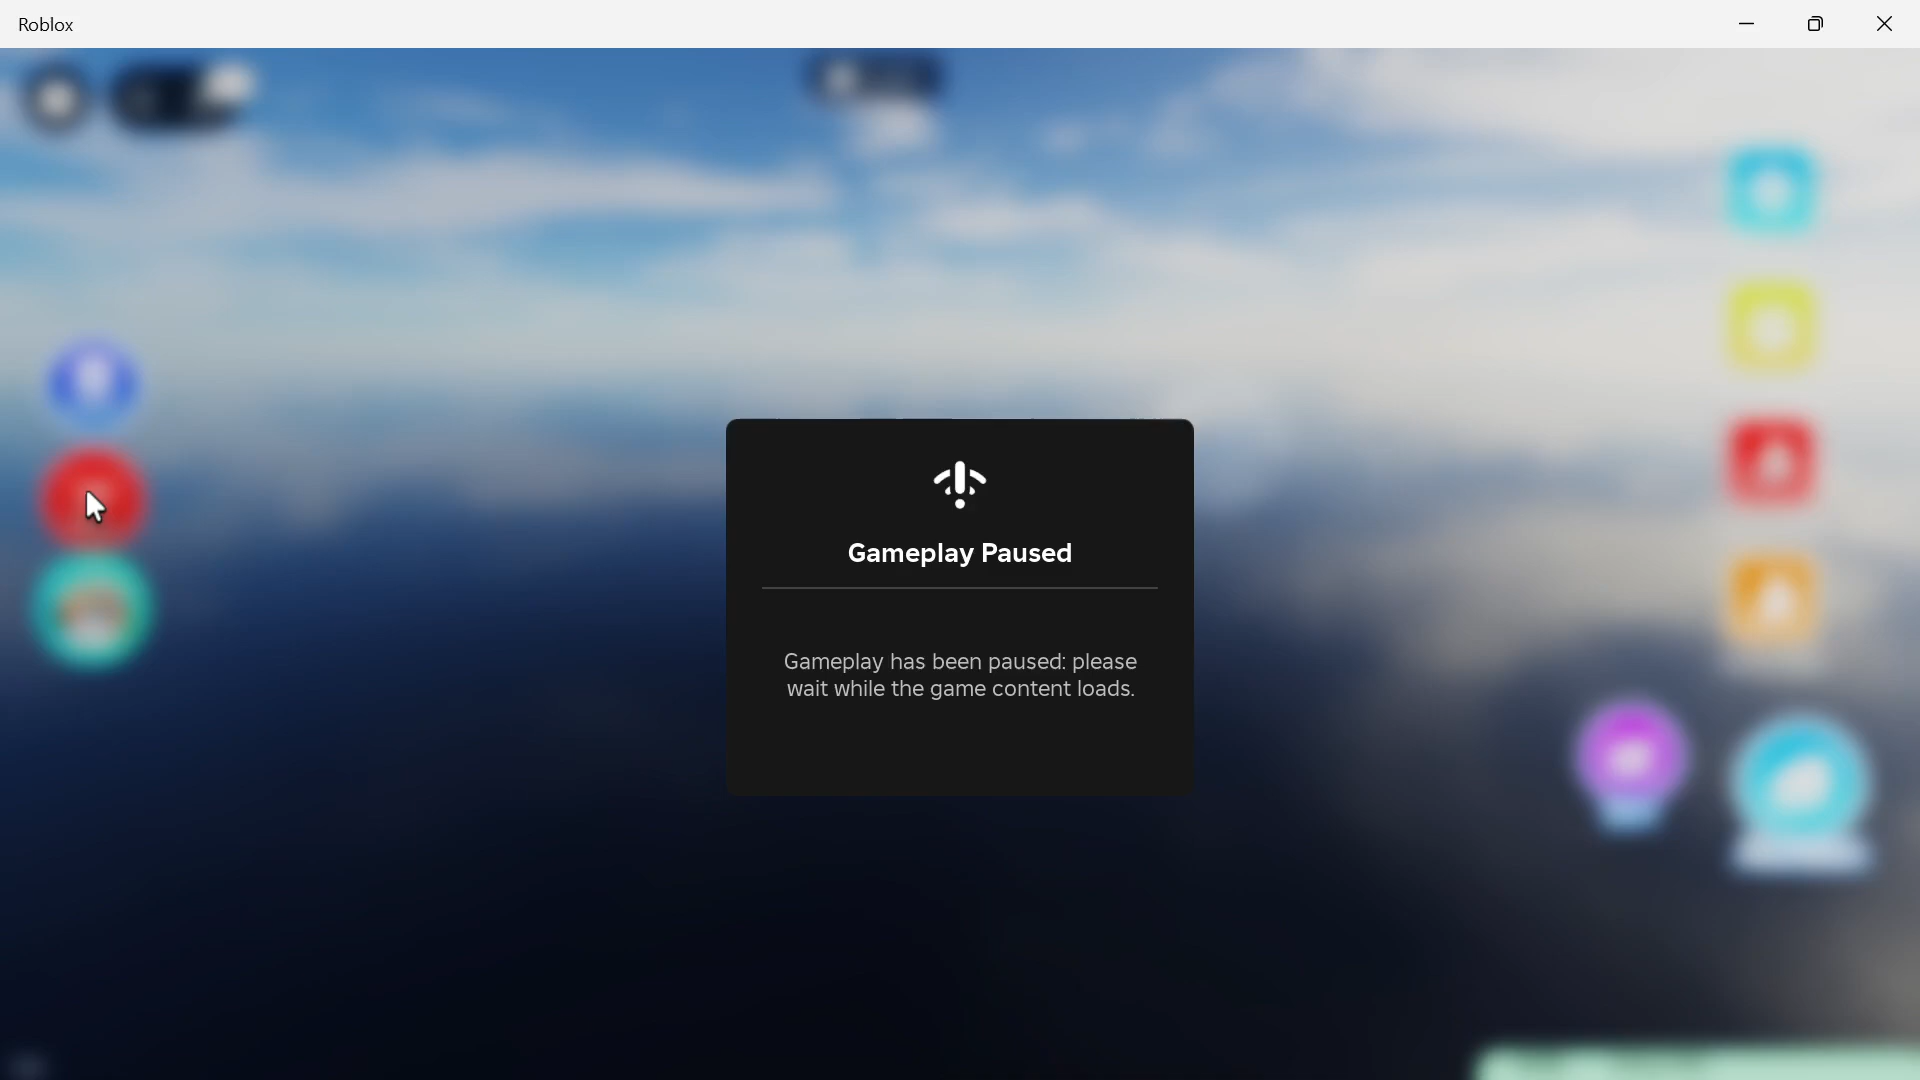 Roblox
Gameplay Paused
Gameplay has been paused: please
wait while the game content loads.